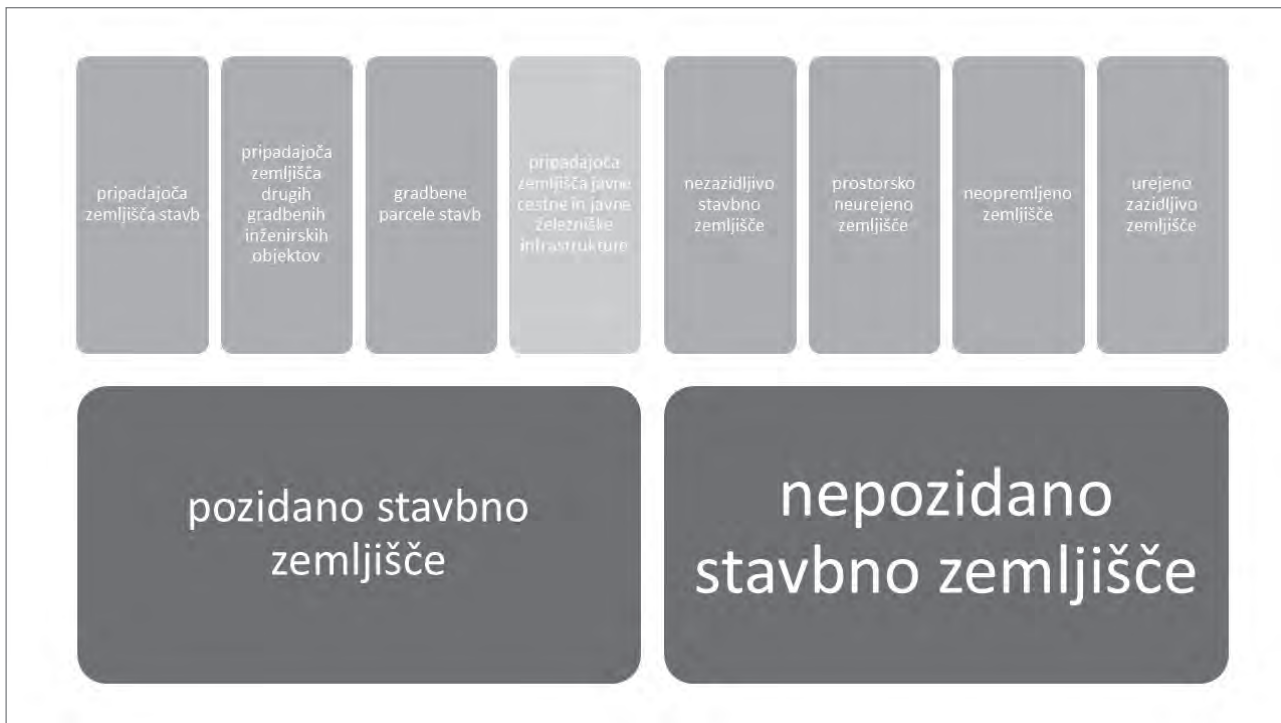 pripadajoča
zemljišča stavb
pripadajoča
zemljišča
drugih
gradbenih
inženirskih
objektov
gradbene
parcele stavb
pripadajoča
zemljišča javne
cestne in javne
železniške
infrastrukture
nezazidljivo
stavbno
zemljišče
prostorsko
neurejeno
zemljišče
neopremljeno
zemljišče
urejeno
zazidljivo
zemljišče
pozidano stavbno
zemljišče
nepozidano
stavbno zemljišče